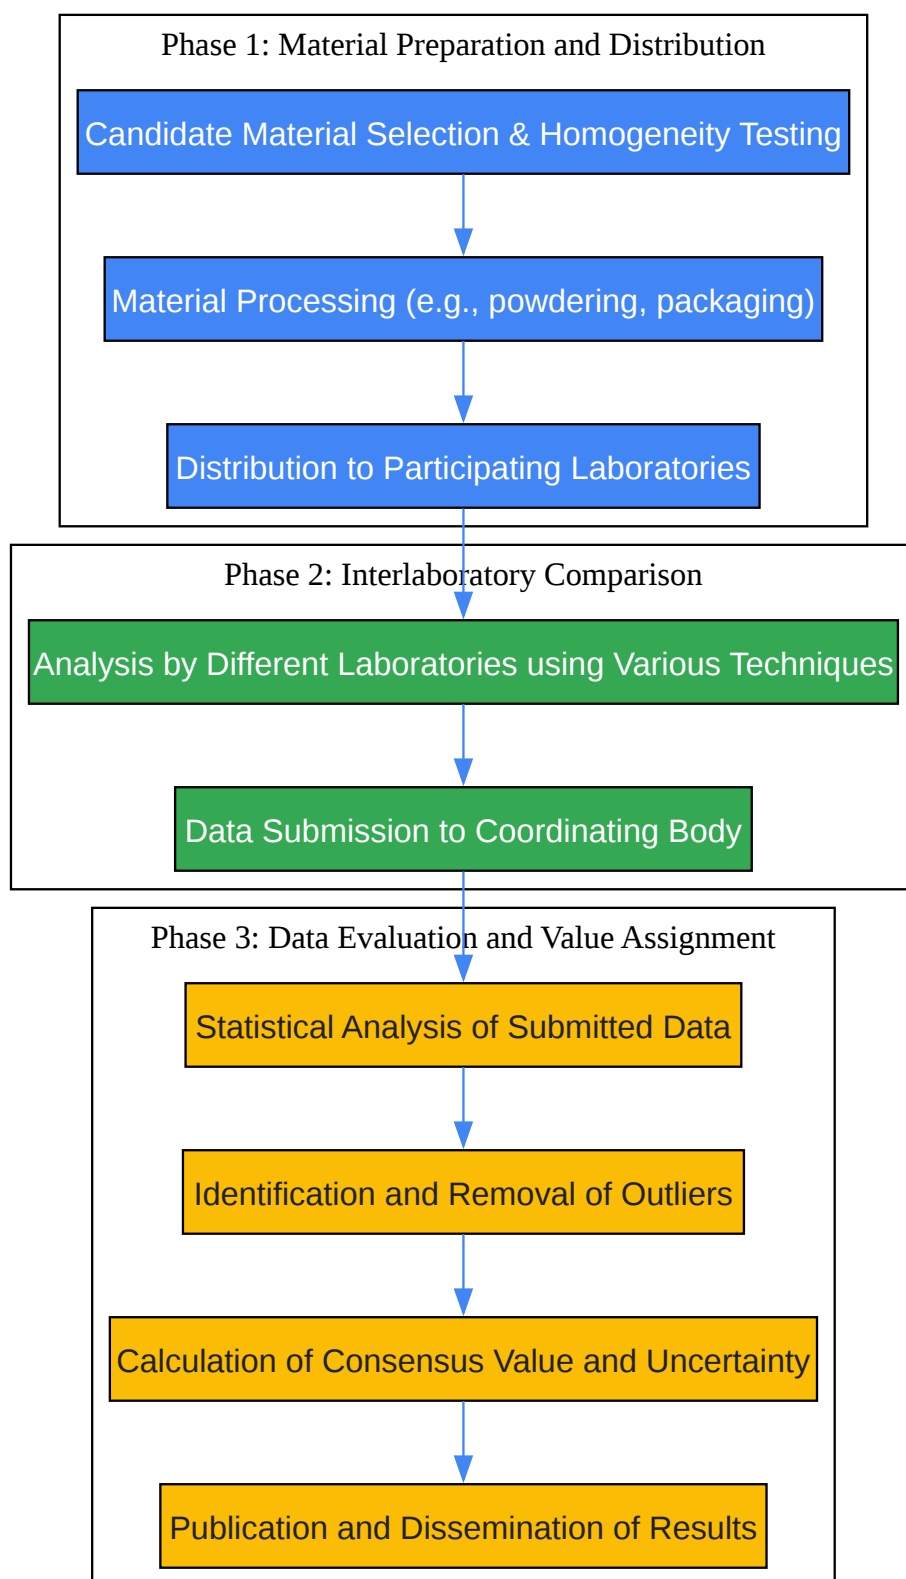 Phase 1: Material Preparation and Distribution
Candidate Material Selection & Homogeneity Testing
Material Processing (e.g., powdering, packaging)
Distribution to Participating Laboratories
Phase 2: Interlaboratory Comparison
Analysis by Different Laboratories using Various Techniques
Data Submission to Coordinating Body
Phase 3: Data Evaluation and Value Assignment
Statistical Analysis of Submitted Data
Identification and Removal of Outliers
Calculation of Consensus Value and Uncertainty
Publication and Dissemination of Results